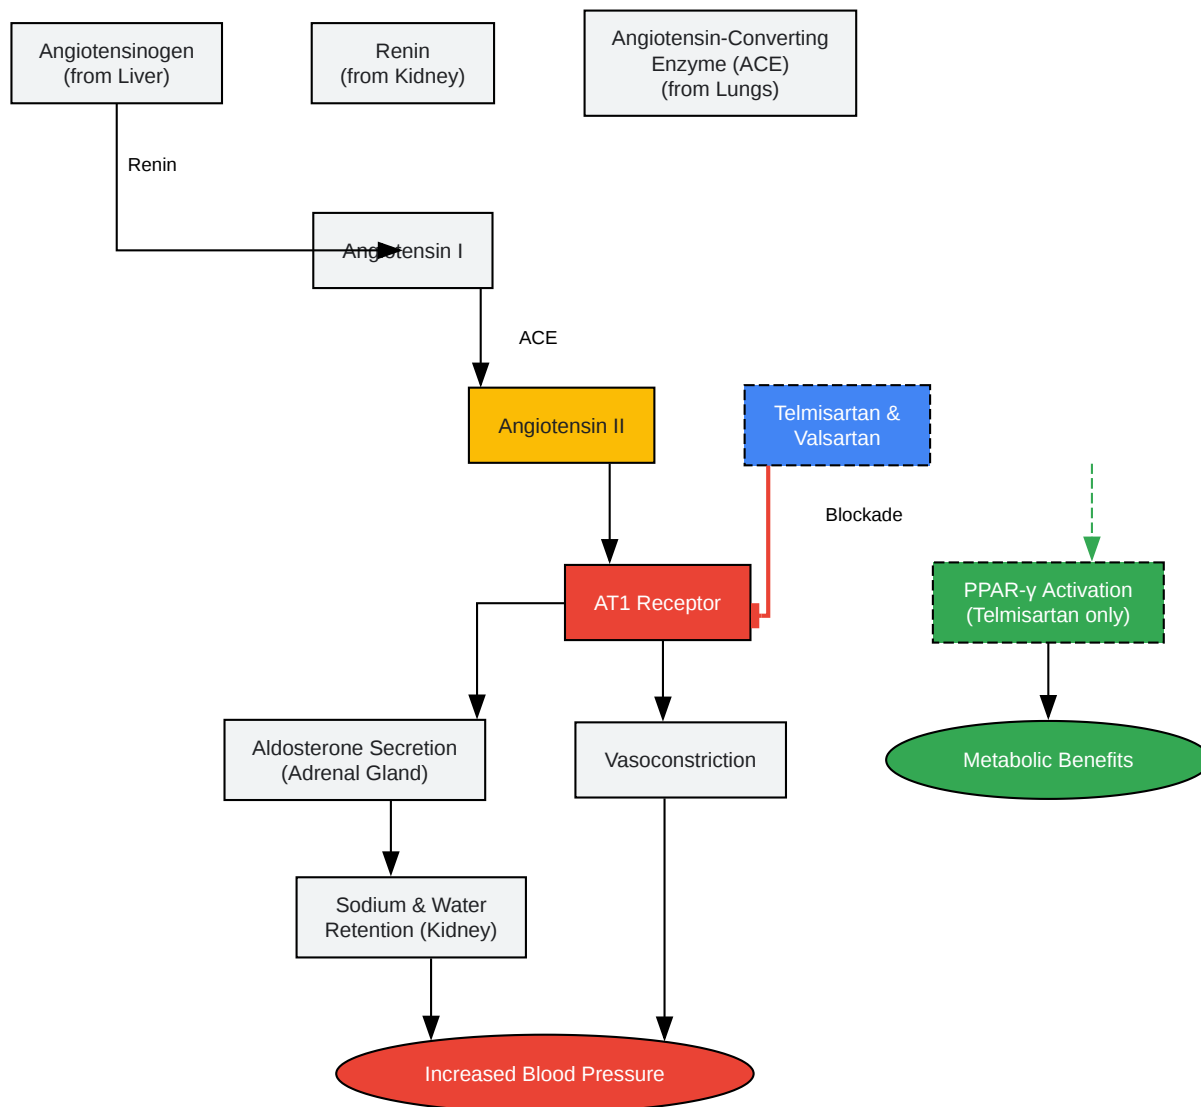 Angiotensinogen
(from Liver)
Renin
(from Kidney)
Angiotensin-Converting
Enzyme (ACE)
(from Lungs)
Renin
Angiotensin I
ACE
Angiotensin II
Telmisartan &
Valsartan
Blockade
AT1 Receptor
PPAR-γ Activation
(Telmisartan only)
Aldosterone Secretion
(Adrenal Gland)
Vasoconstriction
Metabolic Benefits
Sodium & Water
Retention (Kidney)
Increased Blood Pressure